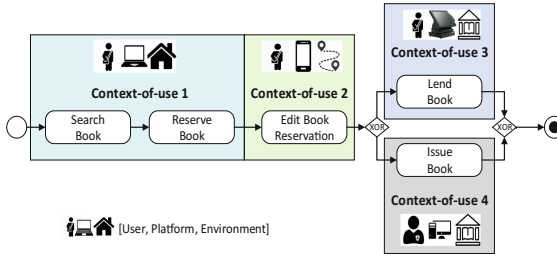 Context-of-use 1
Context-of-use 2
Context-of-use 3
Search
Book
Reserve
Book
Edit Book
Reservation
XOR
Lend
Book
XOR
Issue
Book
Context-of-use 4
[User, Platform, Environment]